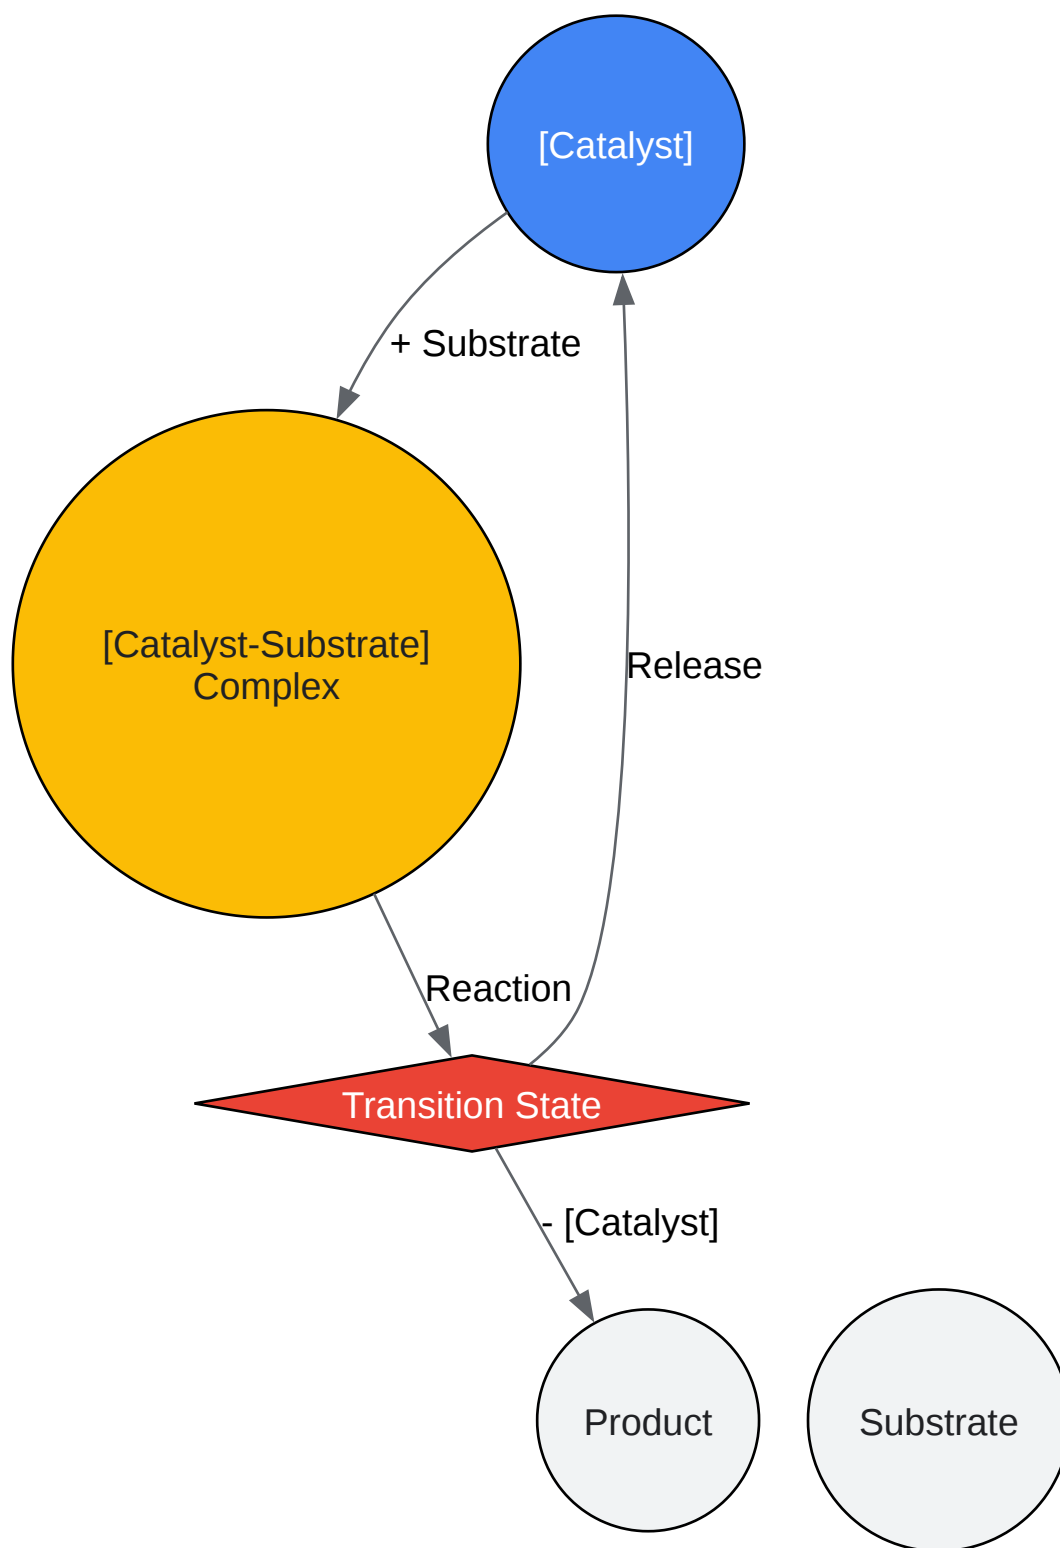 [Catalyst]
+ Substrate
[Catalyst-Substrate]
Complex
Release
Reaction
Transition State
- [Catalyst]
Product
Substrate